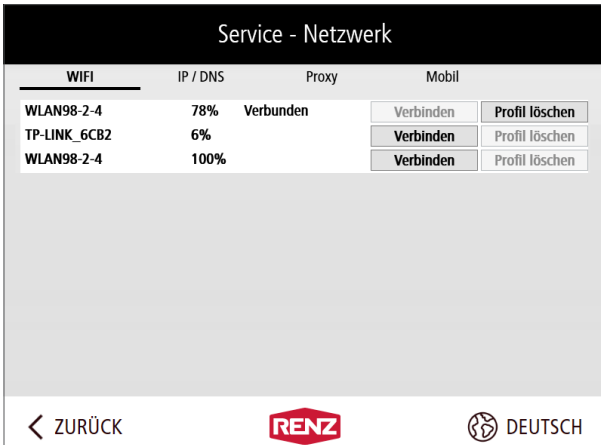 Service - Netzwerk
WIFI IP / DNS Proxy Mobil
WLAN98-2-4 78% Verbunden Verbinden Profil löschen
TP-LINK_6CB2 6% Verbinden Profil löschen
WLAN98-2-4 100% Verbinden Profil löschen
ZURÜCK RENZ DEUTSCH